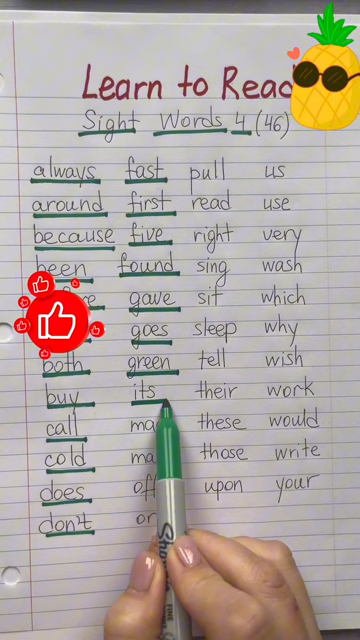 Learn to Read
Sight Words 4 (46)
always fast pull us
around first read use
because five right very
been found sing wash
gave sit which
goes sleep why
both green tell wish
buy its their work
call these would
cold those write
does upon your
don't